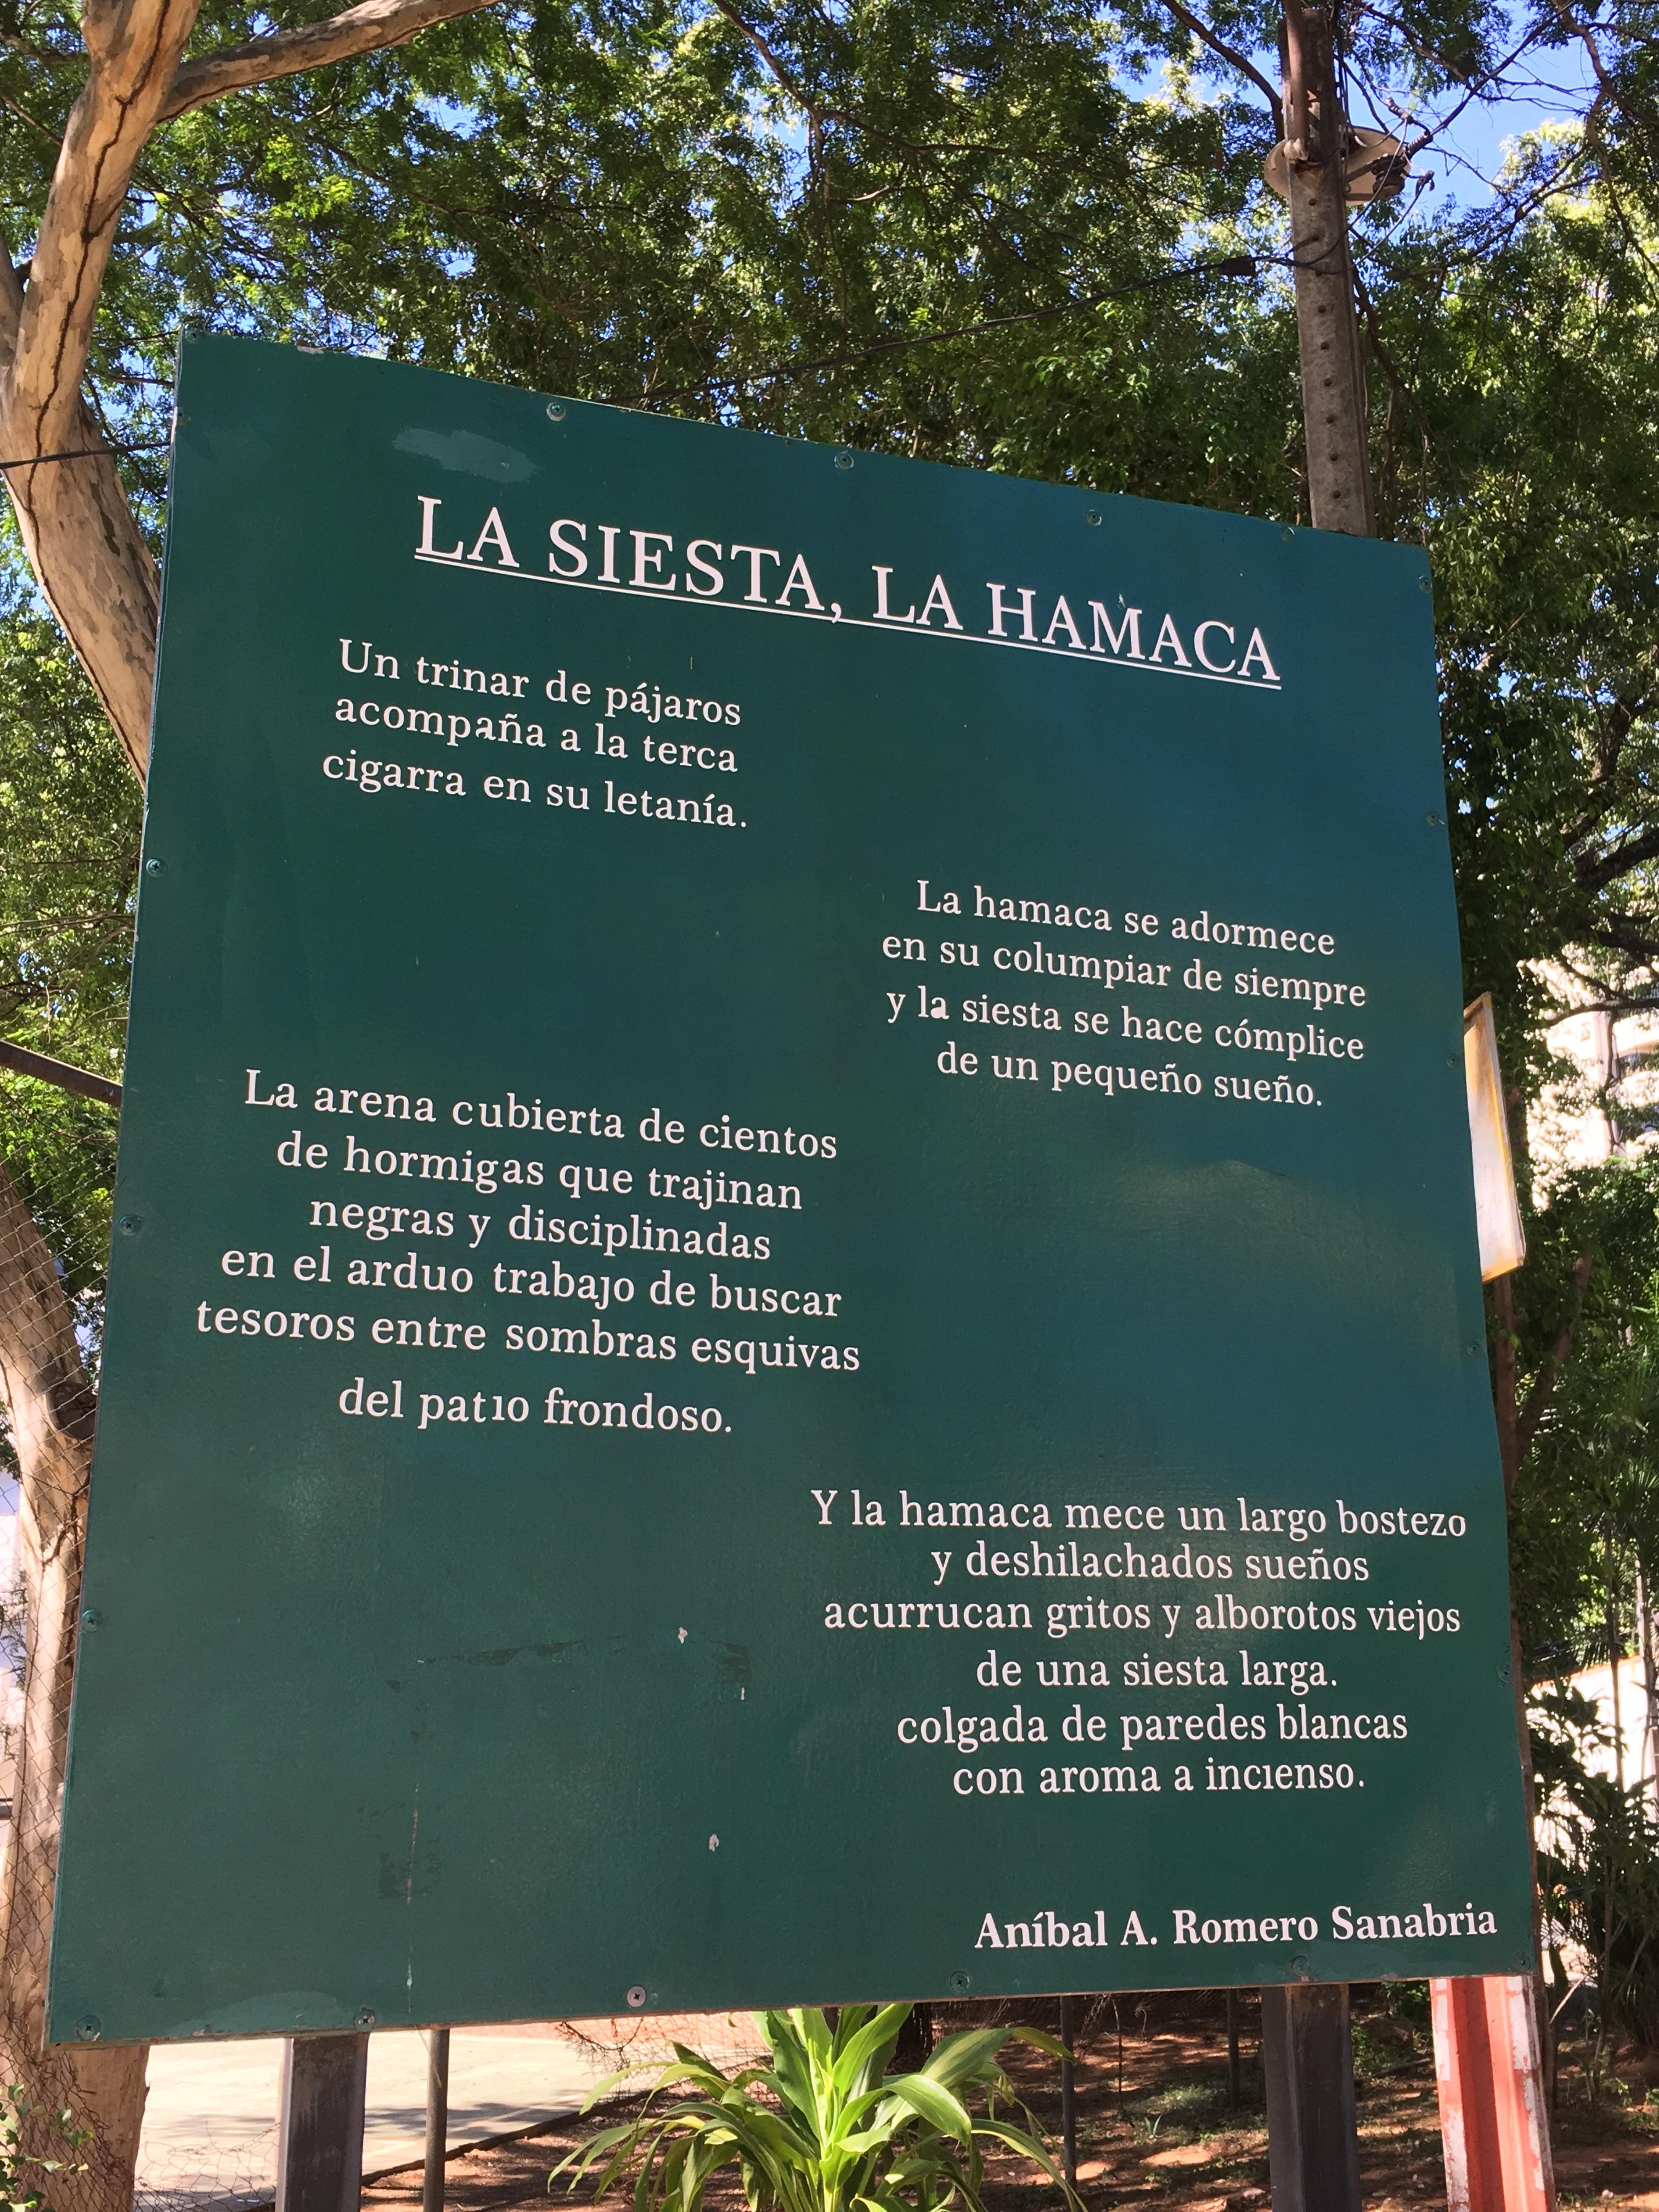 LA SIESTA, LA HAMACA
Un trinar de pájaros
acompaña a la terca
cigarra en su letanía.
La hamaca se adormece
en su columpiar de siempre
y la siesta se hace cómplice
de un pequeño sueño.
La arena cubierta de cientos
de hormigas que trajinan
negras y disciplinadas
en el arduo trabajo de buscar
tesoros entre sombras esquivas
del patio frondoso.
Y la hamaca mece un largo bostezo
y deshilachados sueños
acurrucan gritos y alborotos viejos
de una siesta larga.
colgada de paredes blancas
con aroma a incienso.
Aníbal A. Romero Sanabria